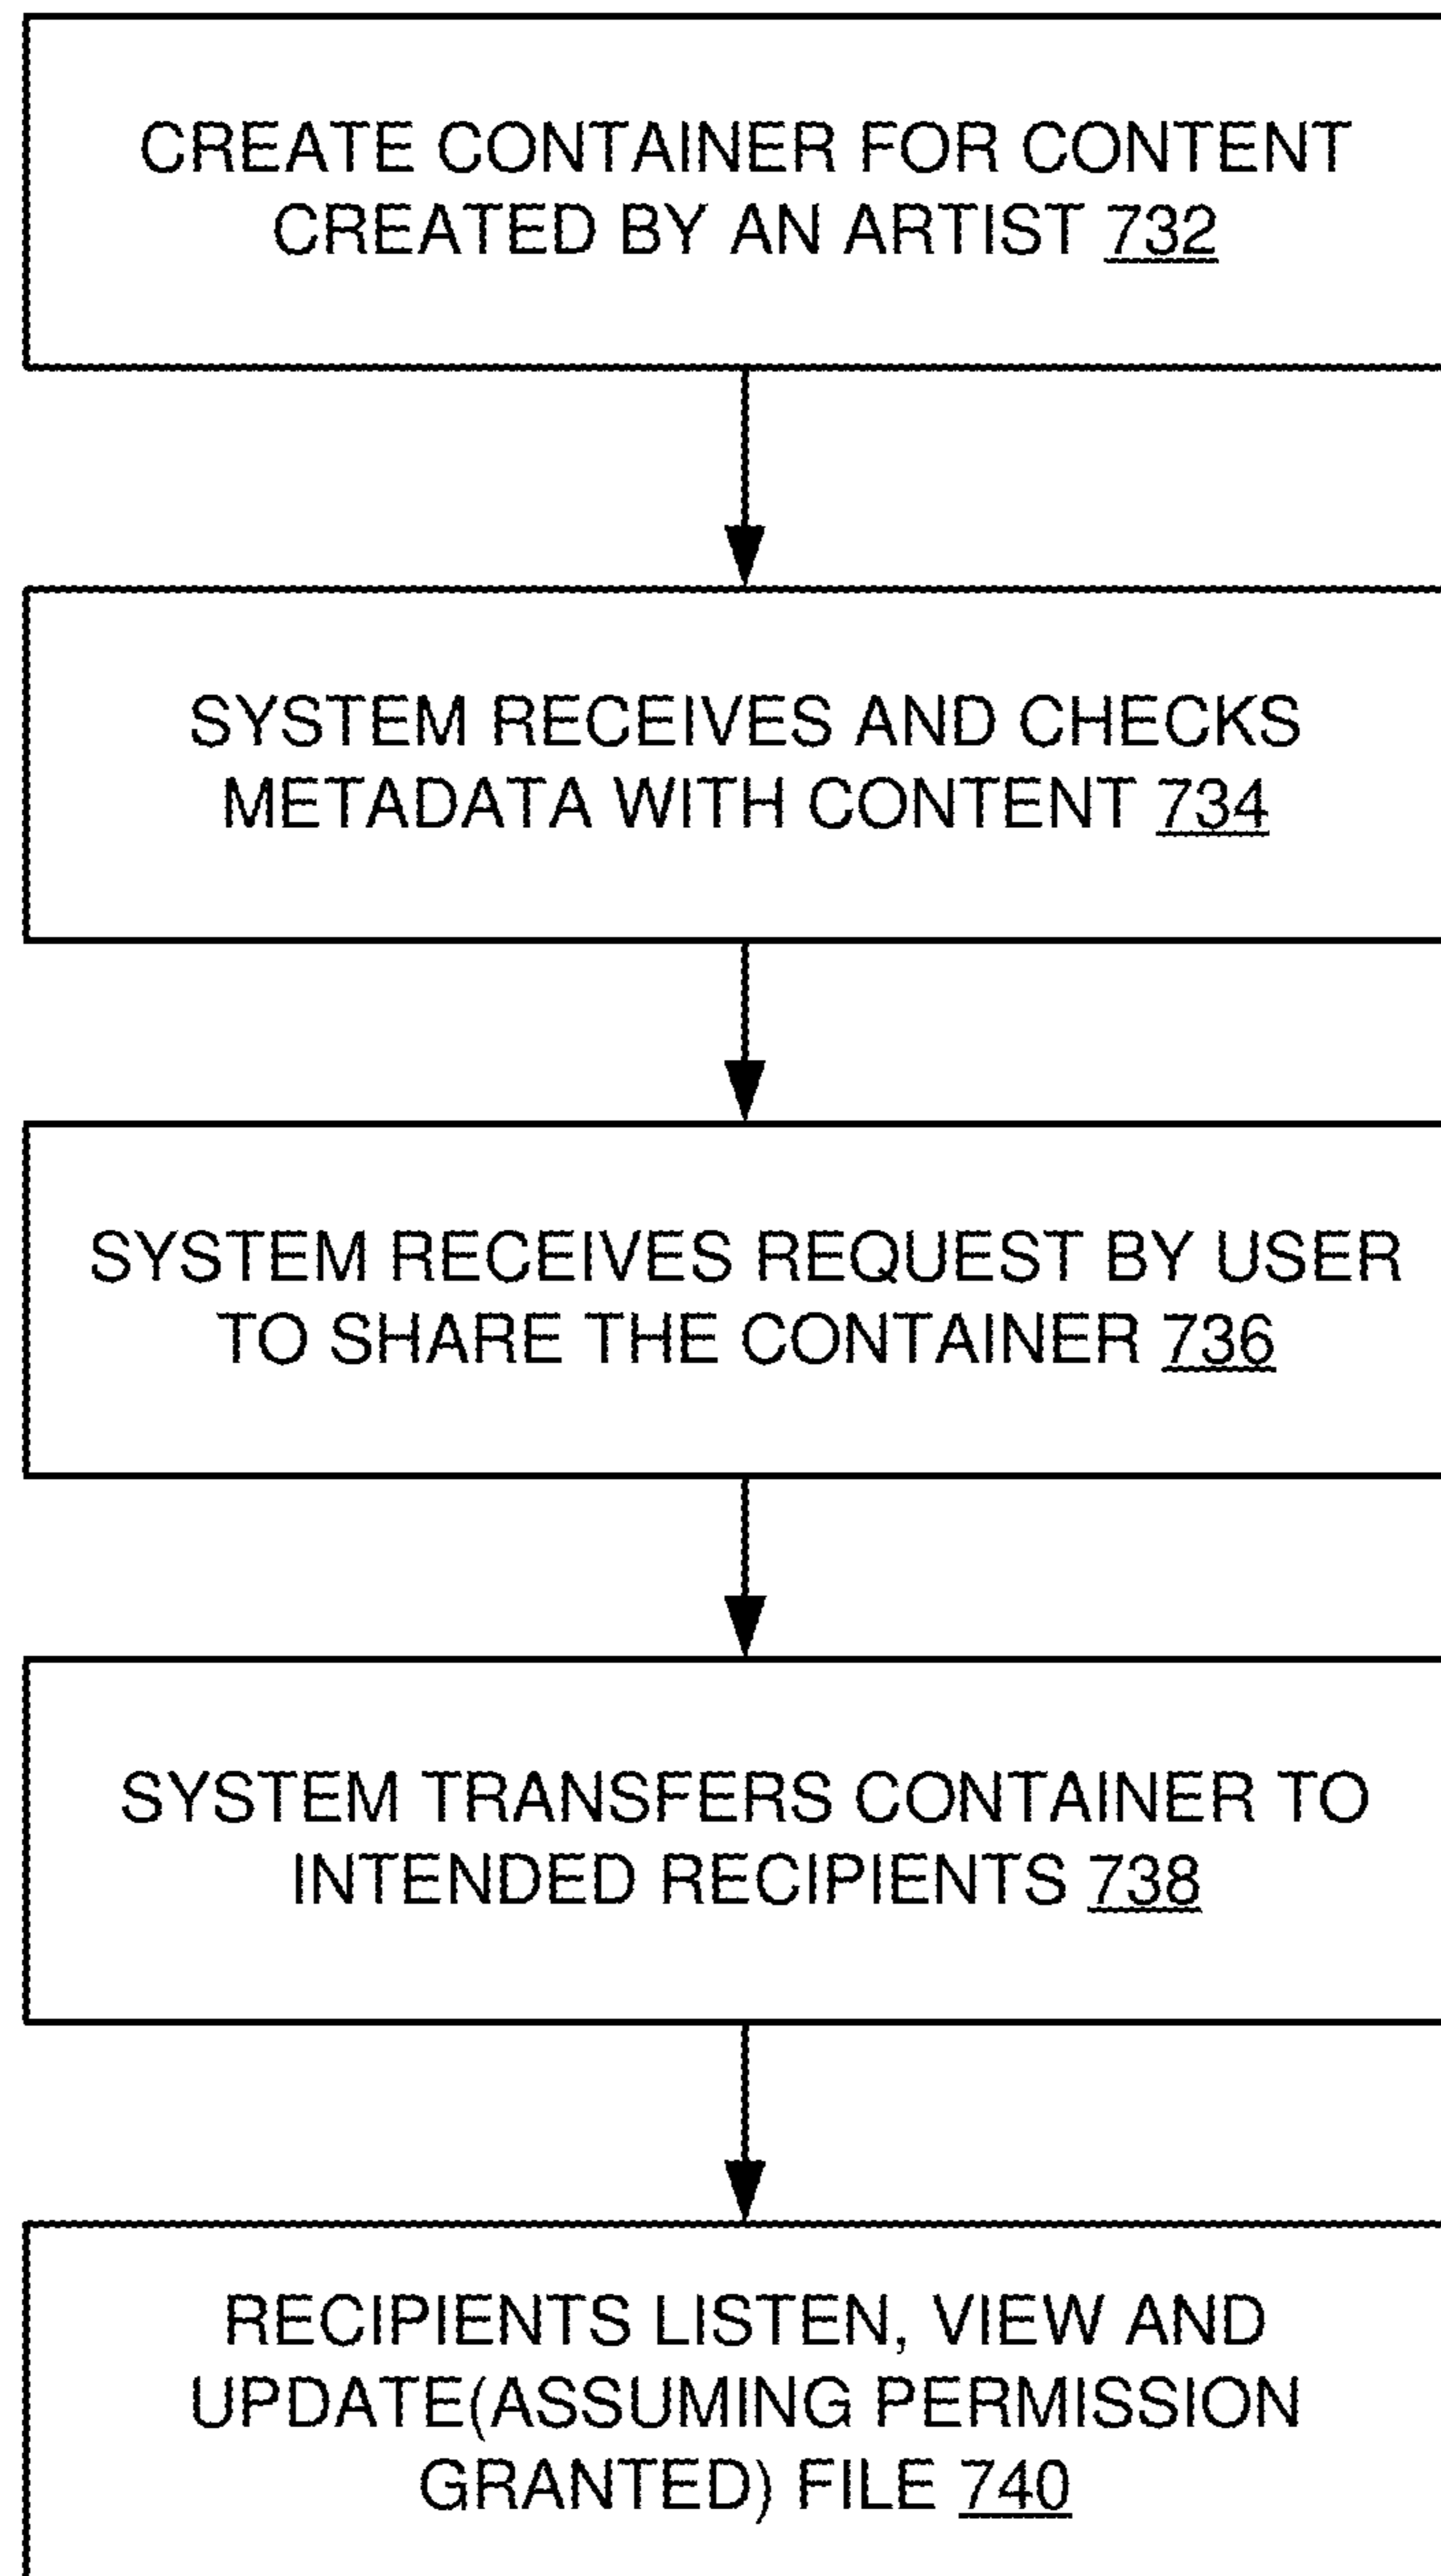 CREATE CONTAINER FOR CONTENT
CREATED BY AN ARTIST 732
SYSTEM RECEIVES AND CHECKS
METADATA WITH CONTENT 734
SYSTEM RECEIVES REQUEST BY USER
TO SHARE THE CONTAINER 736
SYSTEM TRANSFERS CONTAINER TO
INTENDED RECIPIENTS 738
RECIPIENTS LISTEN, VIEW AND
UPDATE(ASSUMING PERMISSION
GRANTED) FILE 740